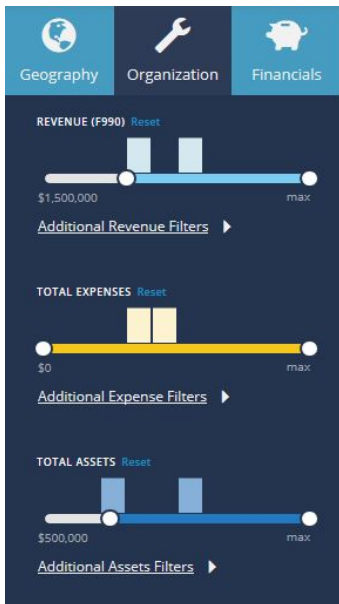 Geography Organization Financials
REVENUE (F990) Reset
$1,500,000 max
Additional Revenue Filters
TOTAL EXPENSES Reset
$0 max
Additional Expense Filters
TOTAL ASSETS Reset
$500,000 max
Additional Assets Filters